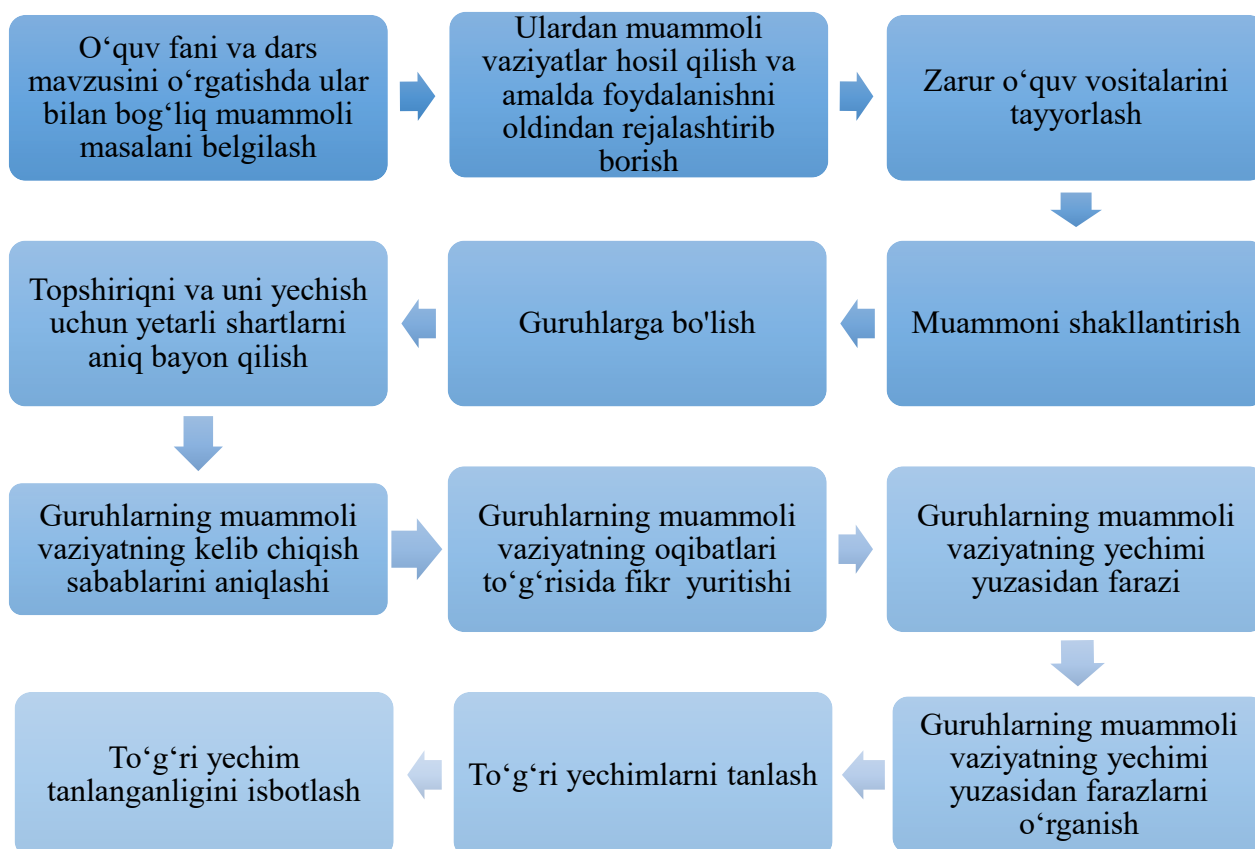 O‘quv fani va dars
mavzusini o‘rgatishda ular
bilan bog‘liq muammoli
masalani belgilash
Ulardan muammoli
vaziyatlar hosil qilish va
amalda foydalanishni
oldindan rejalashtirib
borish
Zarur o‘quv vositalarini
tayyorlash
Muammoni shakllantirish
Guruhlarga bo'lish
Topshiriqni va uni yechish
uchun yetarli shartlarni
aniq bayon qilish
Guruhlarning muammoli
vaziyatning kelib chiqish
sabablarini aniqlashi
Guruhlarning muammoli
vaziyatning oqibatlari
to‘g‘risida fikr yuritishi
Guruhlarning muammoli
vaziyatning yechimi
yuzasidan farazi
Guruhlarning muammoli
vaziyatning yechimi
yuzasidan farazlarni
o‘rganish
To‘g‘ri yechimlarni tanlash
To‘g‘ri yechim
tanlanganligini isbotlash